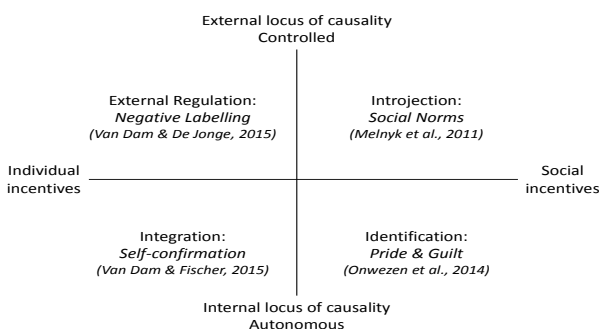 External locus of causality
Controlled
External Regulation:
Negative Labelling
(Van Dam & De Jonge, 2015)
Introjection:
Social Norms
(Melnyk et al., 2011)
Individual
incentives
Social
incentives
Integration:
Self-confirmation
(Van Dam & Fischer, 2015)
Identification:
Pride & Guilt
(Onwezen et al., 2014)
Internal locus of causality
Autonomous